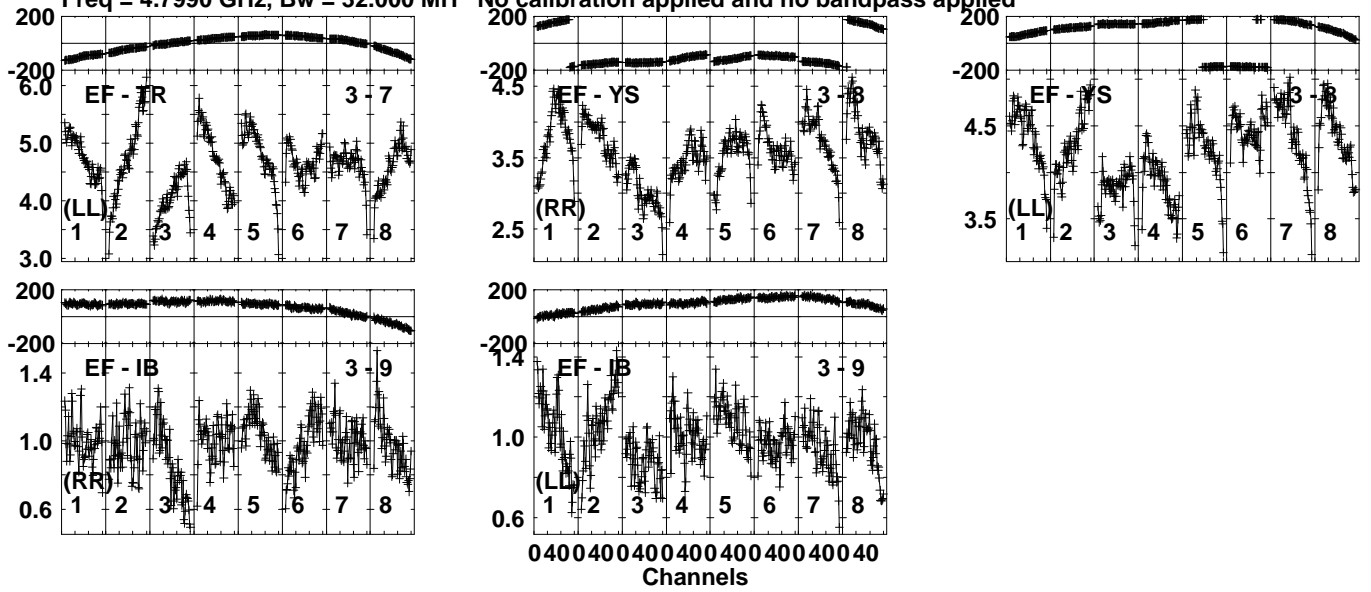 Freq = 4.7990 GHz, Bw = 32.000 MH No calibration applied and no bandpass applied
200 200 200
-200 -200 -200
6.0 4.5
EF - TR 3 - 7 EF - YS 3 - 8 EF - YS 3 - 8
5.0 3.5 4.5
4.0
(LL) (RR) (LL)
3.5
1 2 3 4 5 6 7 8 2.5 1 2 3 4 5 6 7 8 1 2 3 4 5 6 7 8
3.0
200 200
-200 -200
1.4 EF - IB 3 - 9 1.4 EF - IB 3 - 9
1.0 1.0
(RR) (LL)
1 2 3 4 5 6 7 8 1 2 3 4 5 6 7 8
0.6 0.6
0 40 0 40 0 40 0 40 0 40 0 40 0 40 0 40
Channels